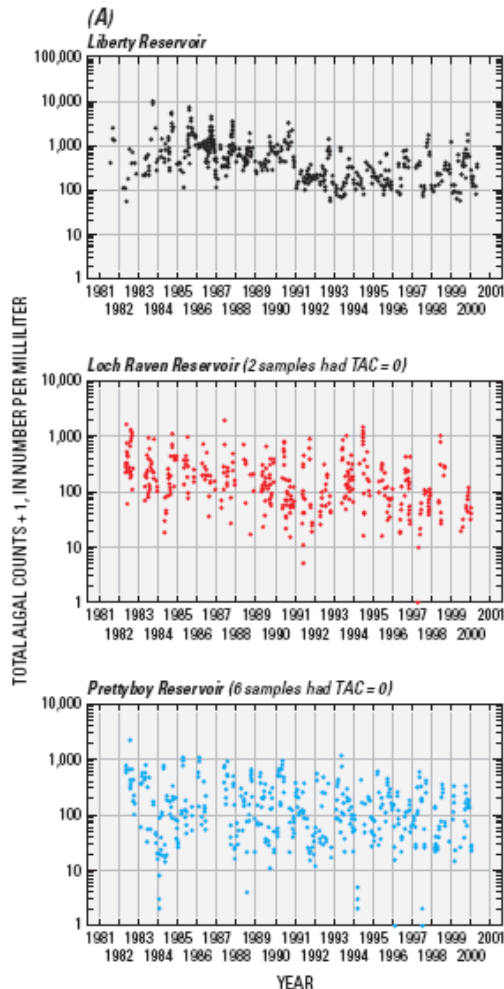 (A)
Liberty Reservoir
100,000
10,000
1,000
100
10
1
1981 1983 1985 1987 1989 1991 1993 1995 1997 1999 2001
1982 1984 1986 1988 1990 1992 1994 1996 1998 2000
TOTAL ALGAL COUNTS + 1, IN NUMBER PER MILLILITER
Loch Raven Reservoir (2 samples had TAC = 0)
10,000
1,000
100
10
1
1981 1983 1985 1987 1989 1991 1993 1995 1997 1999 2001
1982 1984 1986 1988 1990 1992 1994 1996 1998 2000
Prettyboy Reservoir (6 samples had TAC = 0)
10,000
1,000
100
10
1
1981 1983 1985 1987 1989 1991 1993 1995 1997 1999 2001
1982 1984 1986 1988 1990 1992 1994 1996 1998 2000
YEAR